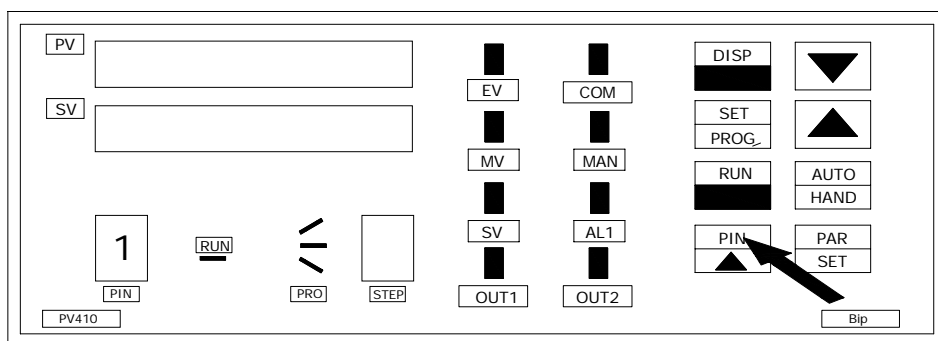 PV
SV
1
PIN
RUN
PRO
STEP
PV410
EV
COM
MV
MAN
SV
AL1
OUT1
OUT2
DISP
SET
PROG
RUN
AUTO
HAND
PIN
PAR
SET
Bip